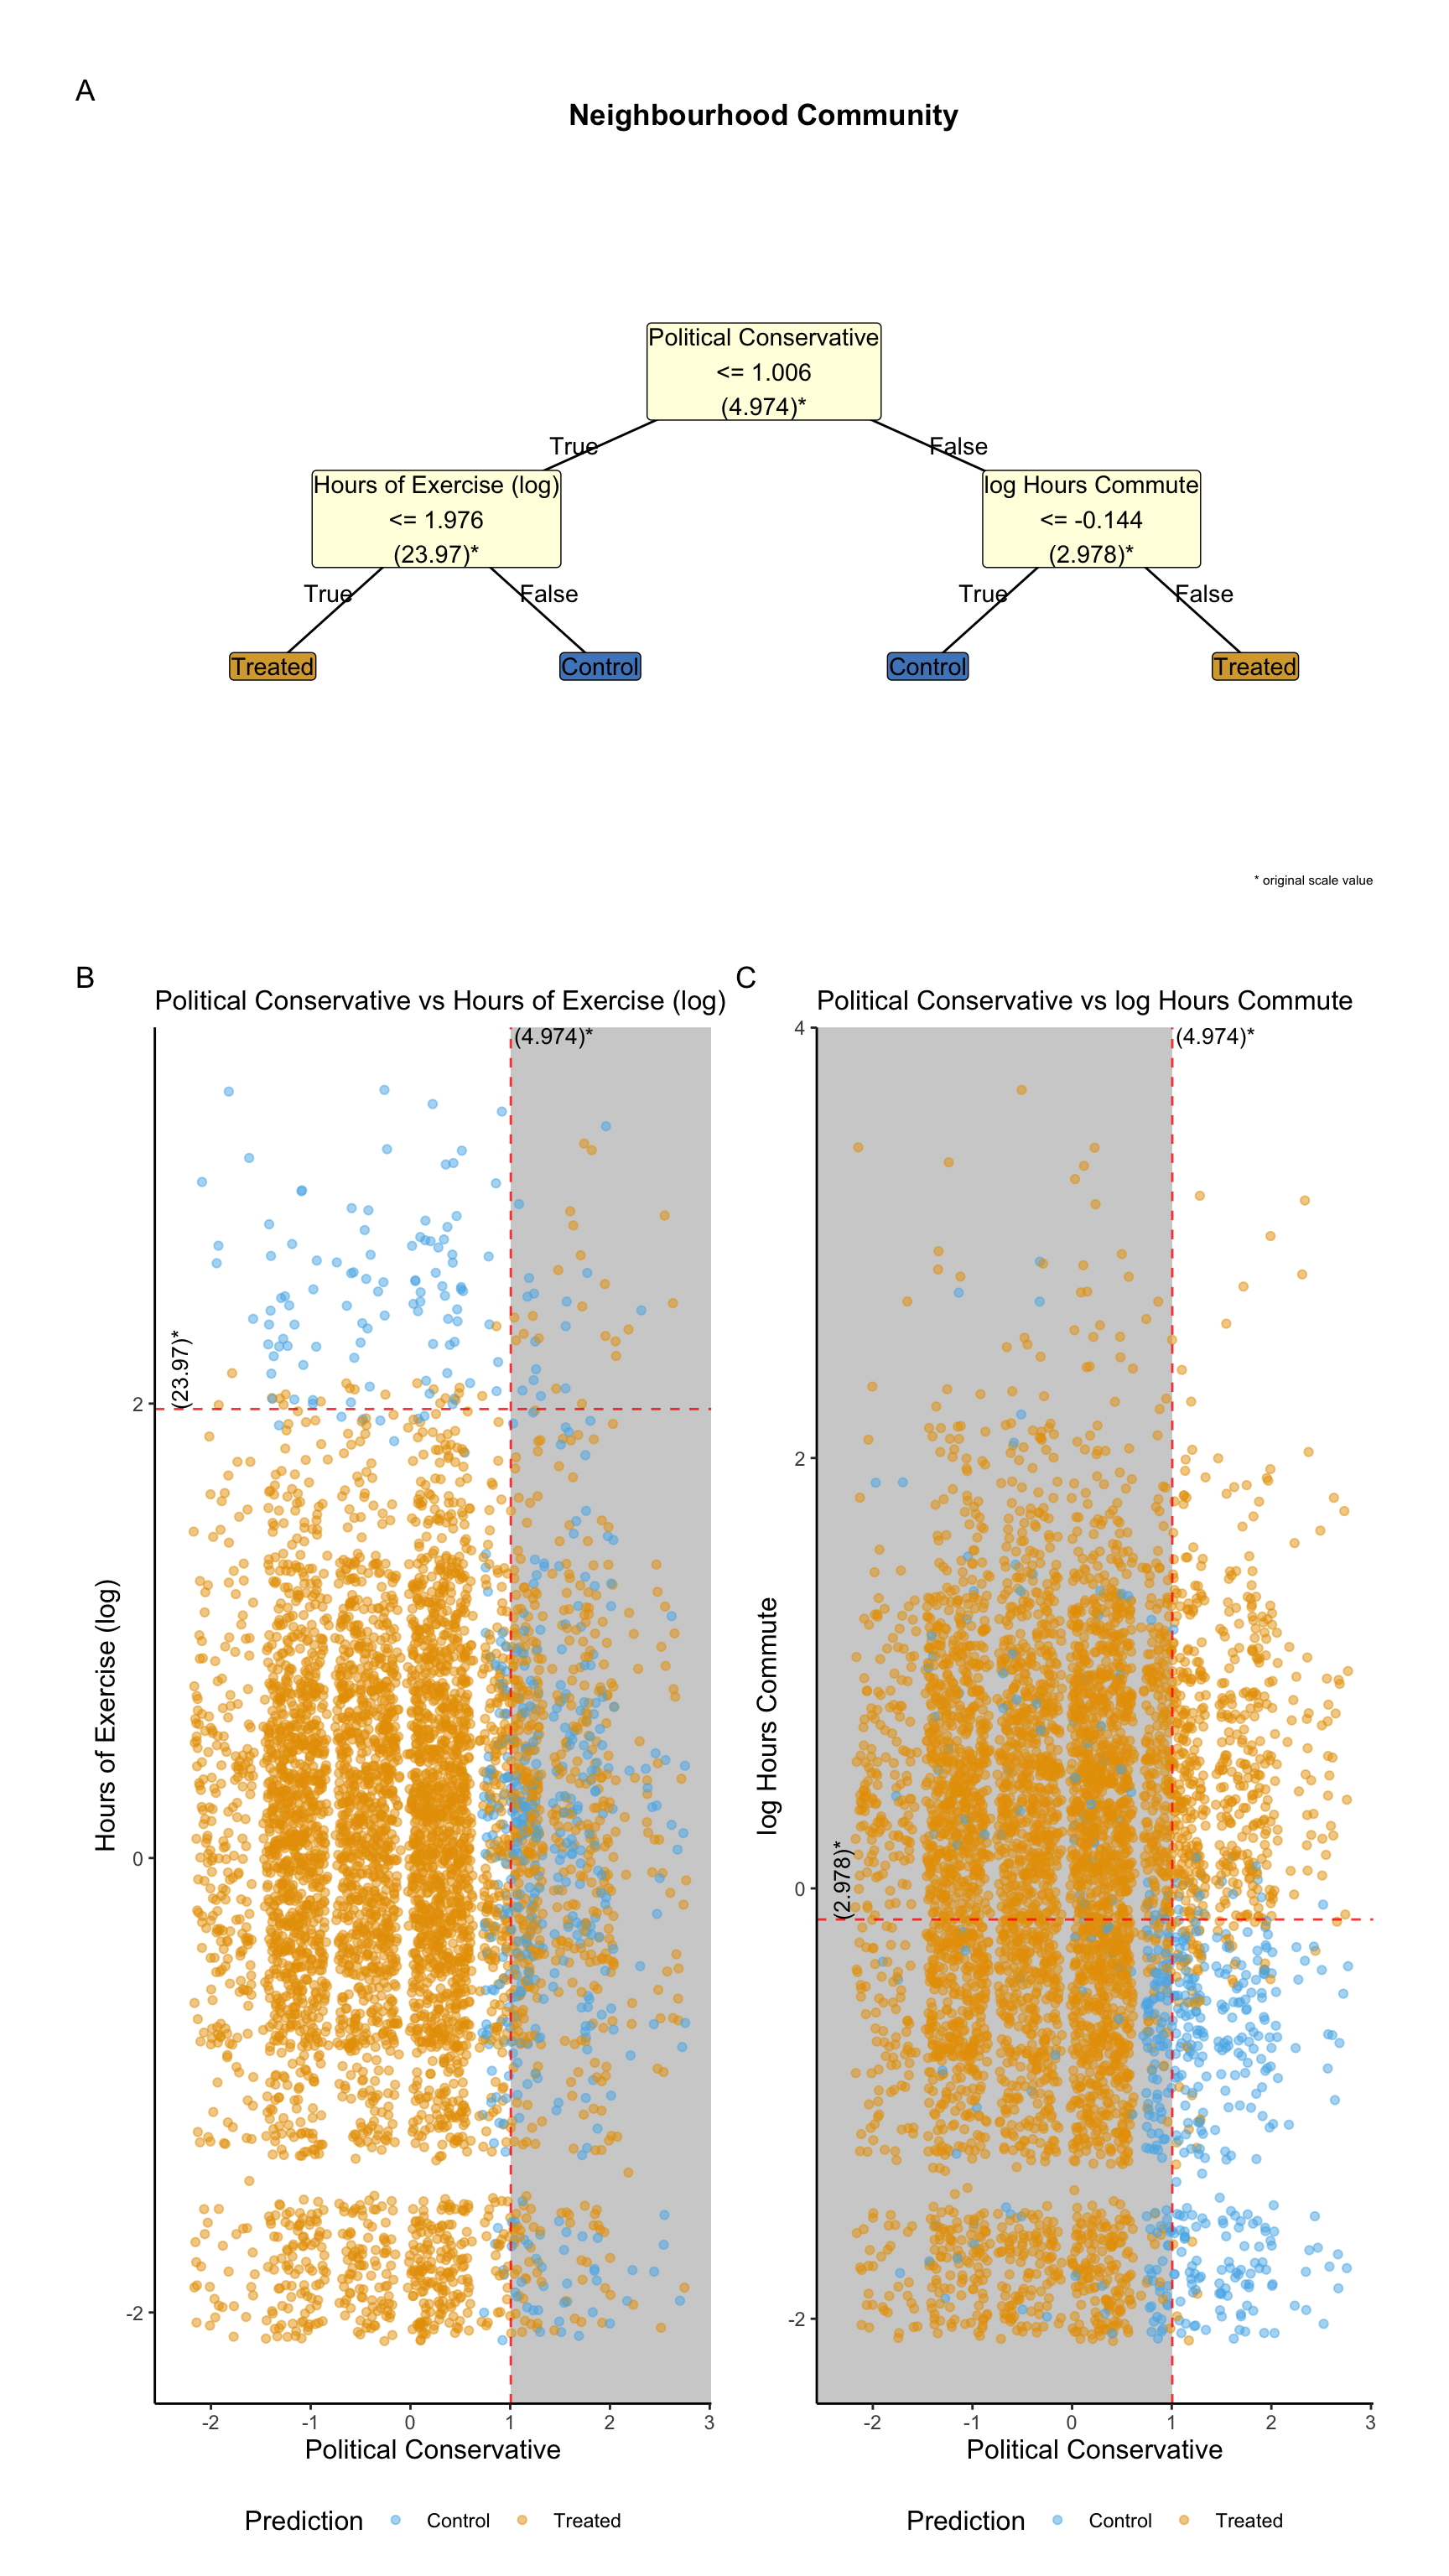 A
Neighbourhood Community
Political Conservative
<= 1.006
(4.974)*
True
False
Hours of Exercise (log)
<= 1.976
(23.97)*
log Hours Commute
<= -0.144
(2.978)*
True
False
True
False
Treated
Control
Control
Treated
* original scale value
B
Political Conservative vs Hours of Exercise (log)
(4.974)*
(23.97)*
Hours of Exercise (log)
2
0
-2
-2 -1 0 1 2 3
Political Conservative
Prediction Control Treated
C
Political Conservative vs log Hours Commute
(4.974)*
(2.978)*
log Hours Commute
4
2
0
-2
-2 -1 0 1 2 3
Political Conservative
Prediction Control Treated